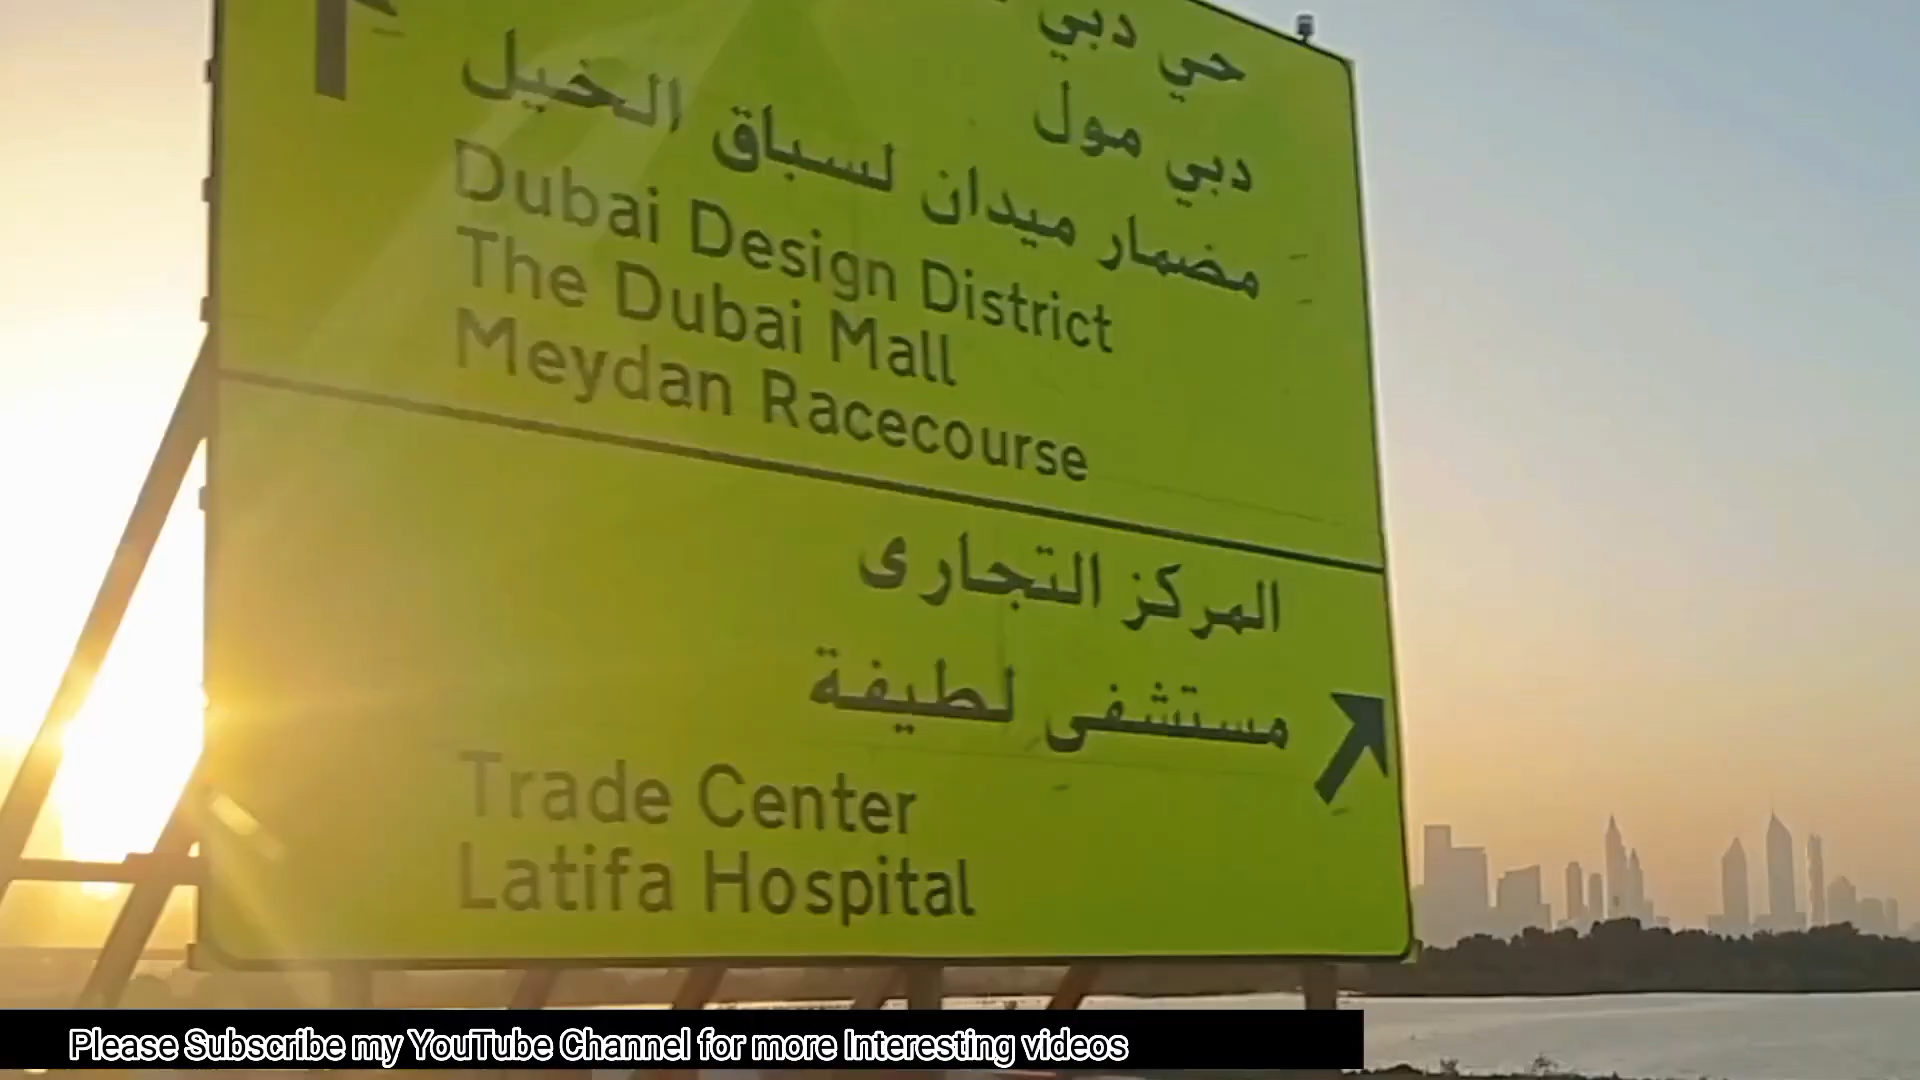 حي دبي
دبي مول
مضمار ميدان لسباق الخيل
Dubai Design District
The Dubai Mall
Meydan Racecourse
المركز التجارى
مستشفى لطيفة
Trade Center
Latifa Hospital
Please Subscribe my YouTube Channel for more Interesting videos